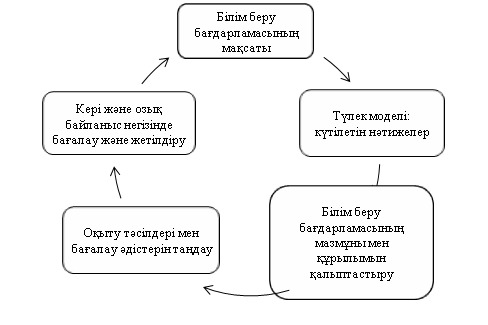 Білім беру
бағдарламасының
мақсаты
Түлек моделі:
күтілетін нәтижелер
Білім беру
бағдарламасының
мазмұны мен
құрылымын
қалыптастыру
Оқыту тәсілдері мен
бағалау әдістерін таңдау
Кері және озық
байланыс негізінде
бағалау және жетілдіру